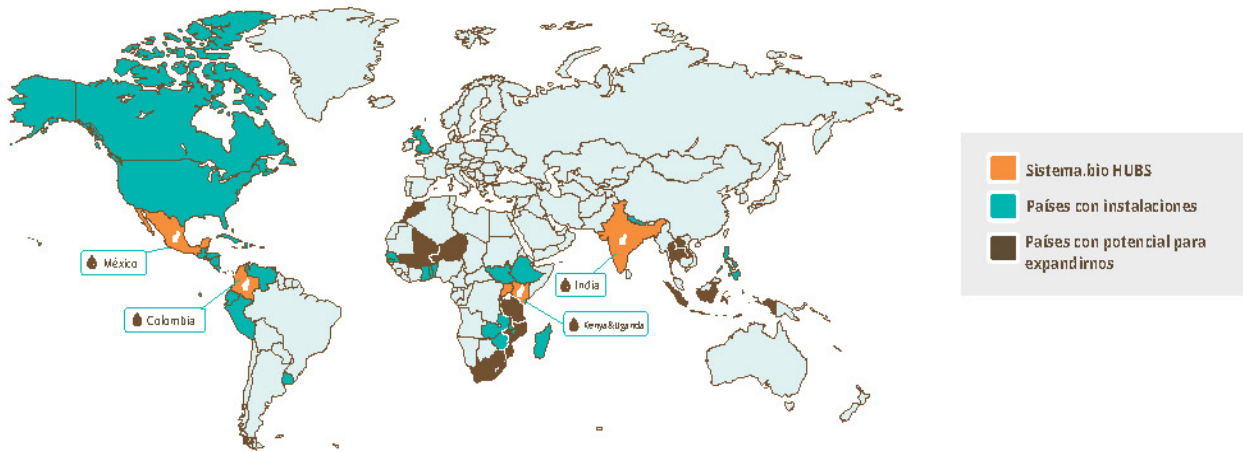 Sistema.bio HUBS
Países con instalaciones
Países con potencial para
expandirnos
México
Colombia
India
Kenya&Uganda